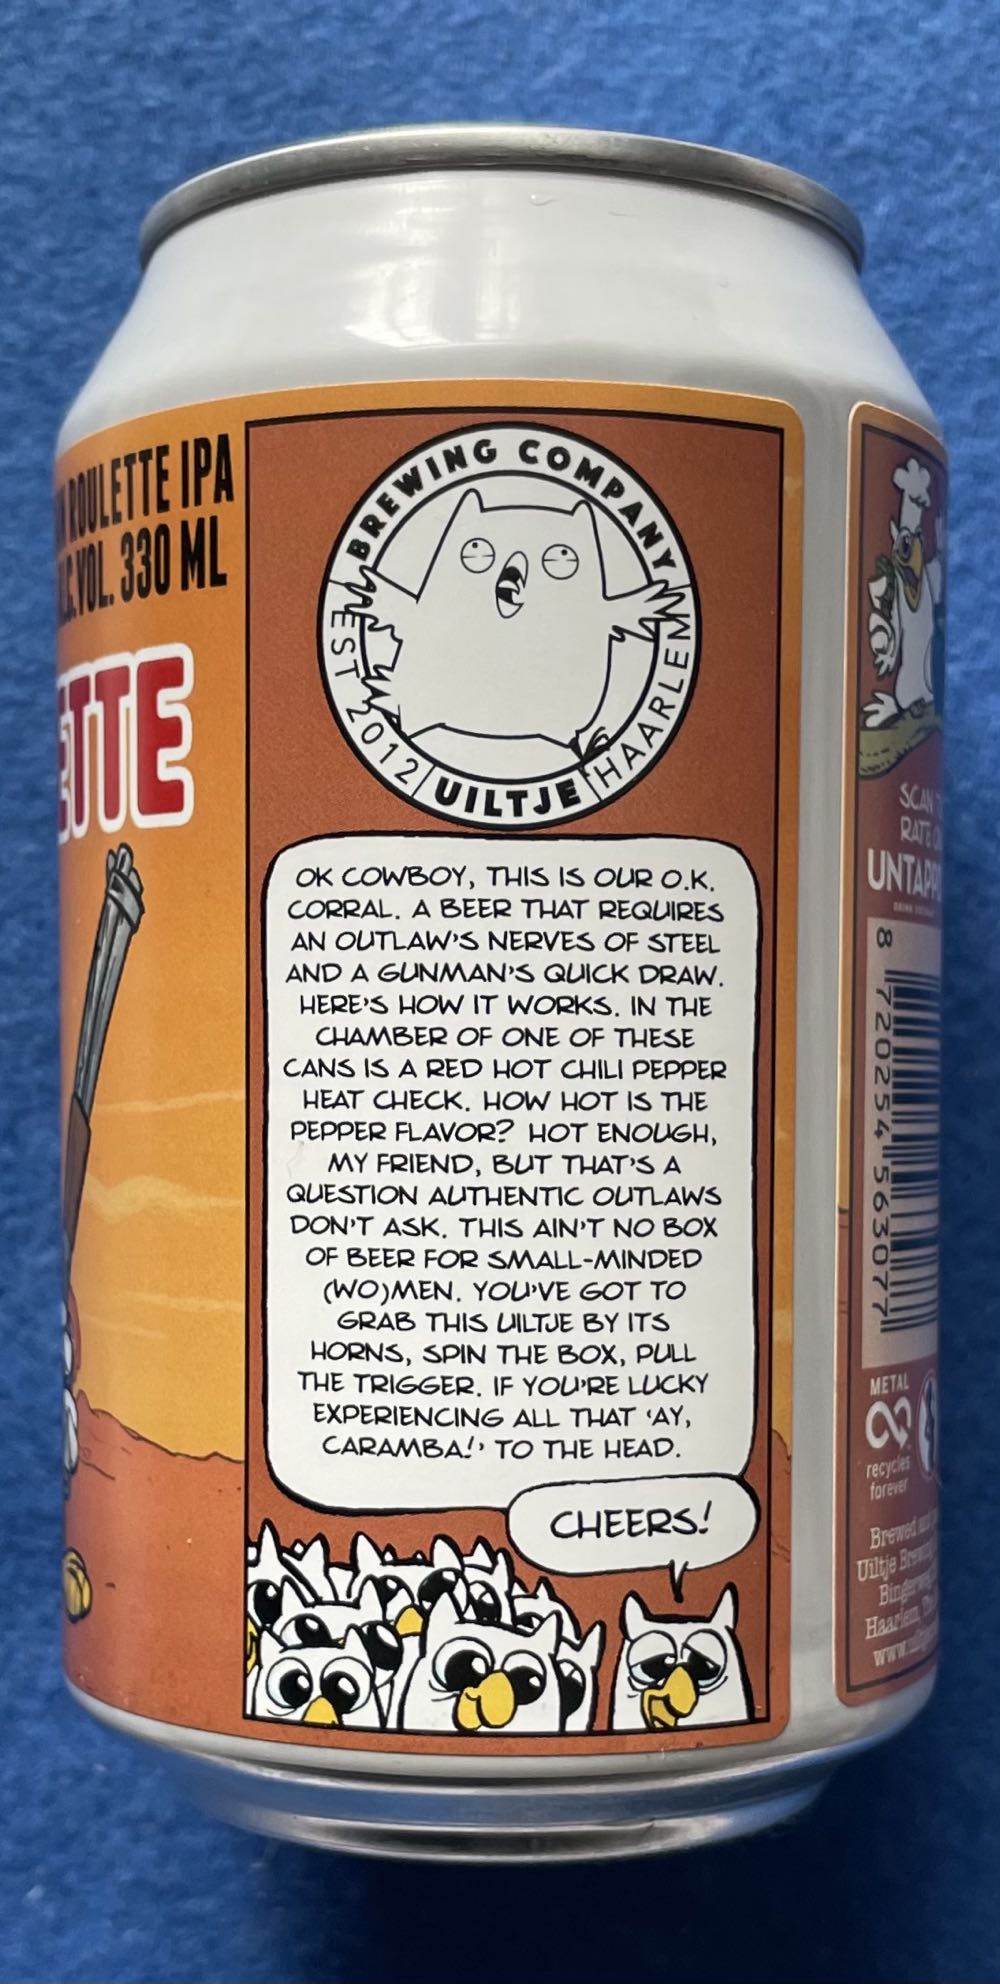 ROULETTE IPA
VOL. 330 ML
ETTE
BREWING COMPANY
EST 2012
UILTJE
HAARLEM
OK COWBOY, THIS IS OUR O.K.
CORRAL. A BEER THAT REQUIRES
AN OUTLAW'S NERVES OF STEEL
AND A GUNMAN'S QUICK DRAW.
HERE'S HOW IT WORKS. IN THE
CHAMBER OF ONE OF THESE
CANS IS A RED HOT CHILI PEPPER
HEAT CHECK. HOW HOT IS THE
PEPPER FLAVOR? HOT ENOUGH,
MY FRIEND, BUT THAT'S A
QUESTION AUTHENTIC OUTLAWS
DON'T ASK. THIS AIN'T NO BOX
OF BEER FOR SMALL-MINDED
(WO)MEN. YOU'VE GOT TO
GRAB THIS UILTJE BY ITS
HORNS, SPIN THE BOX, PULL
THE TRIGGER. IF YOU'RE LUCKY
EXPERIENCING ALL THAT 'AY,
CARAMBA!' TO THE HEAD.
CHEERS!
SCAN
RATE
UNTAPP
8 720254 563077
METAL
recycles
forever
Brewed
Uiltje
Haarlem,
www.